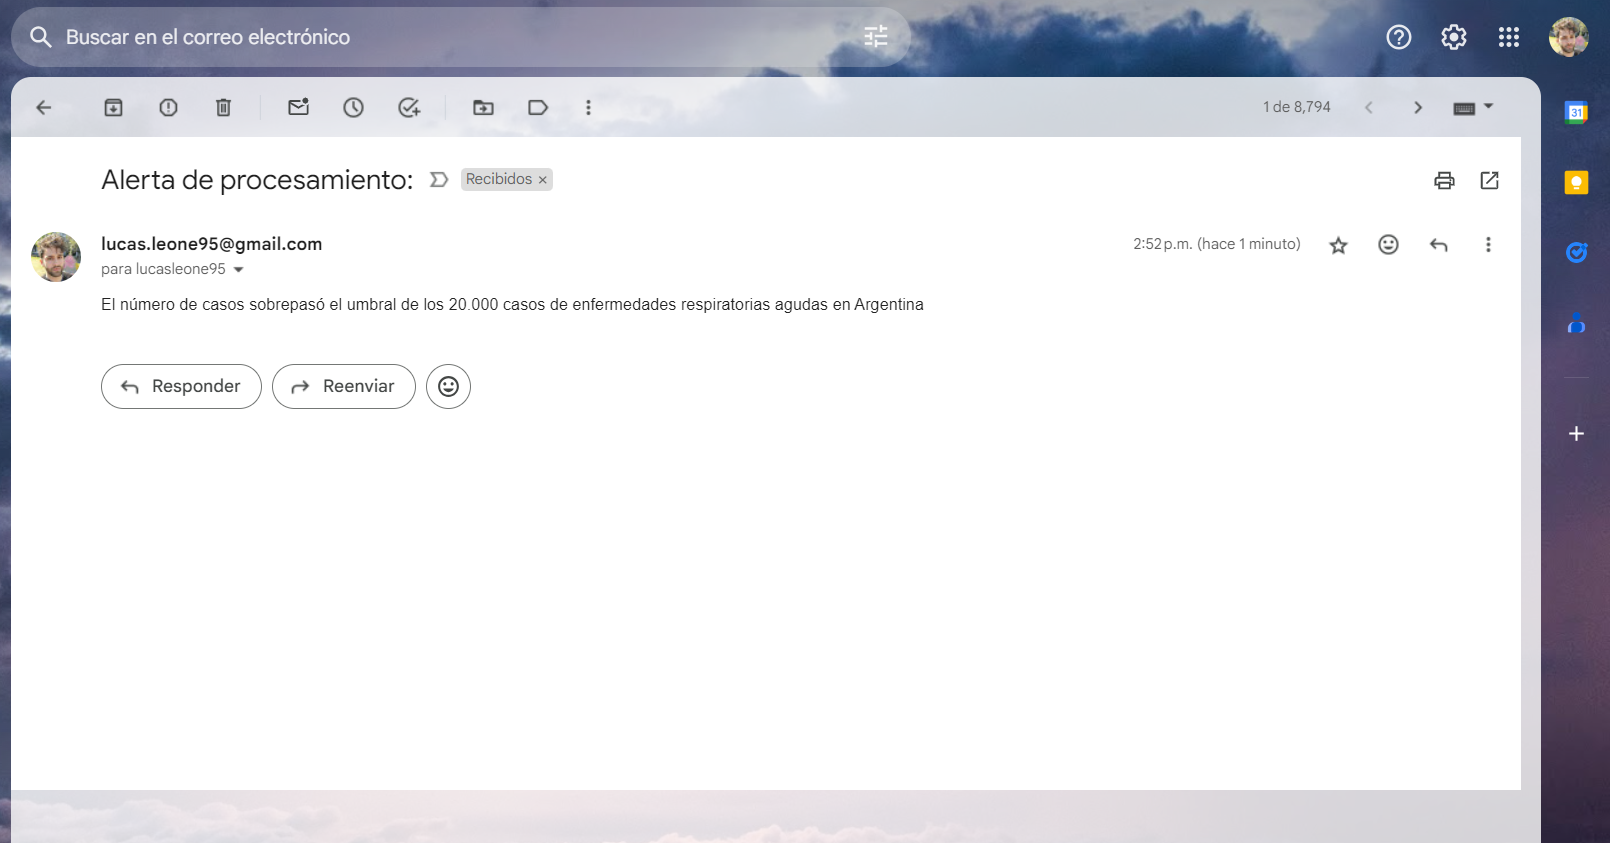 Buscar en el correo electrónico
1 de 8,794
31
Alerta de procesamiento:
Recibidos ×
lucas.leone95@gmail.com
2:52 p.m. (hace 1 minuto)
para lucasleone95
El número de casos sobrepasó el umbral de los 20.000 casos de enfermedades respiratorias agudas en Argentina
Responder
Reenviar